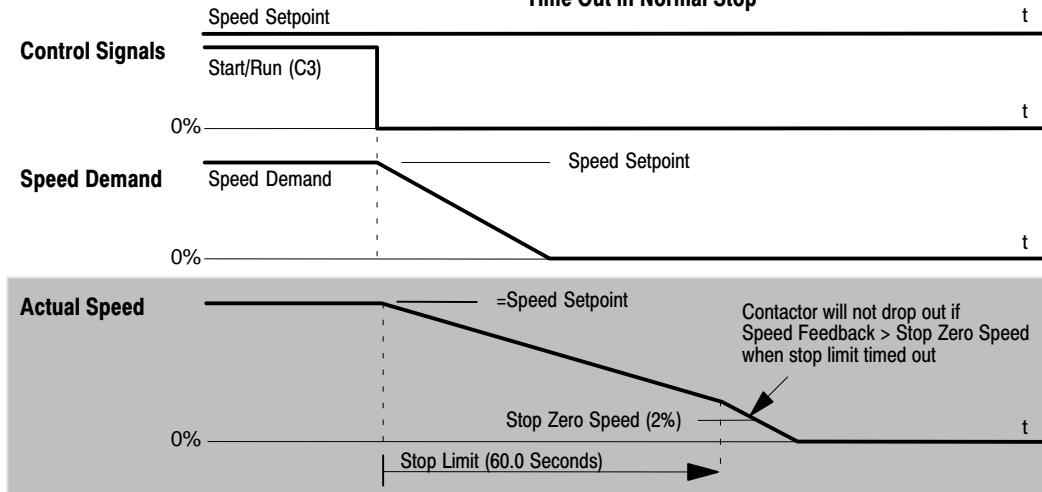 Time Out in Normal Stop
Speed Setpoint
t
Control Signals
Start/Run (C3)
t
0%
Speed Setpoint
Speed Demand
Speed Demand
t
0%
Actual Speed
=Speed Setpoint
Contactor will not drop out if
Speed Feedback > Stop Zero Speed
when stop limit timed out
Stop Zero Speed (2%)
t
0%
Stop Limit (60.0 Seconds)